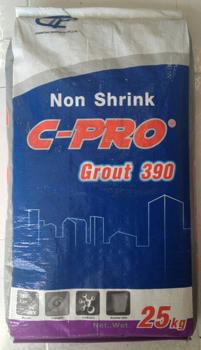 Non Shrink
C-PRO®
Grout 390
Net. Wet.
25kg